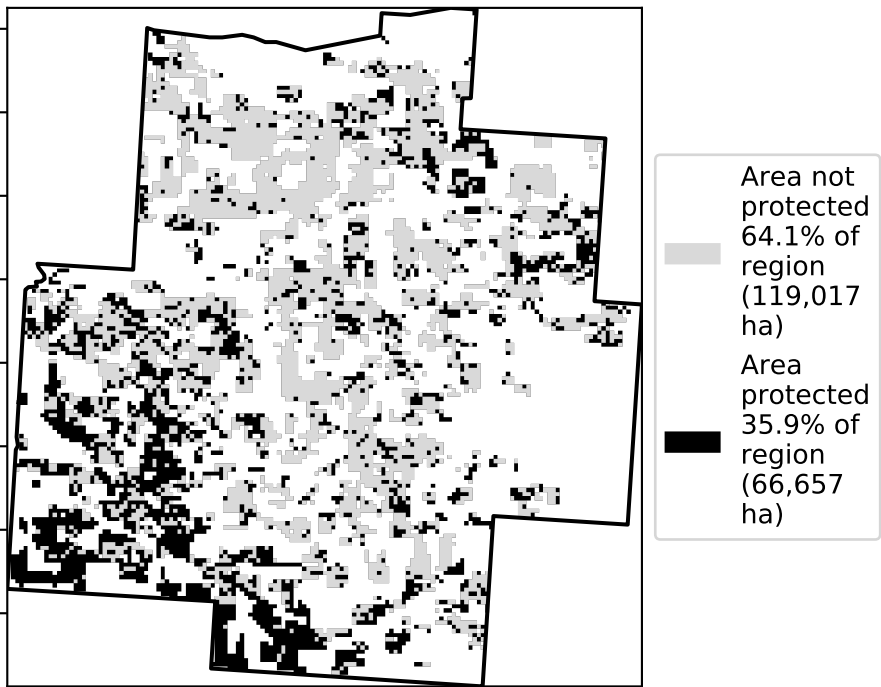 Area not
protected
64.1% of
region
(119,017
ha)
Area
protected
35.9% of
region
(66,657
ha)